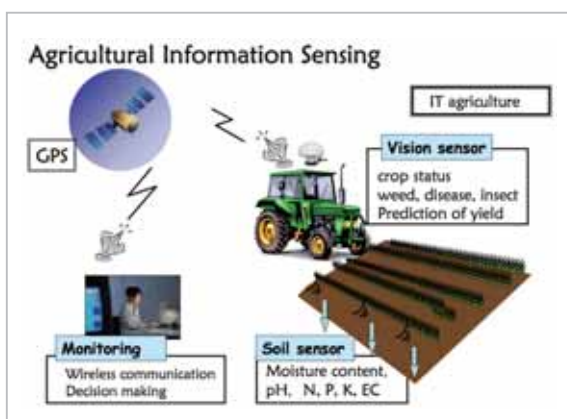 Agricultural Information Sensing
IT agriculture
GPS
Vision sensor
crop status
weed, disease, insect
Prediction of yield
Monitoring
Wireless communication
Decision making
Soil sensor
Moisture content,
pH, N, P, K, EC